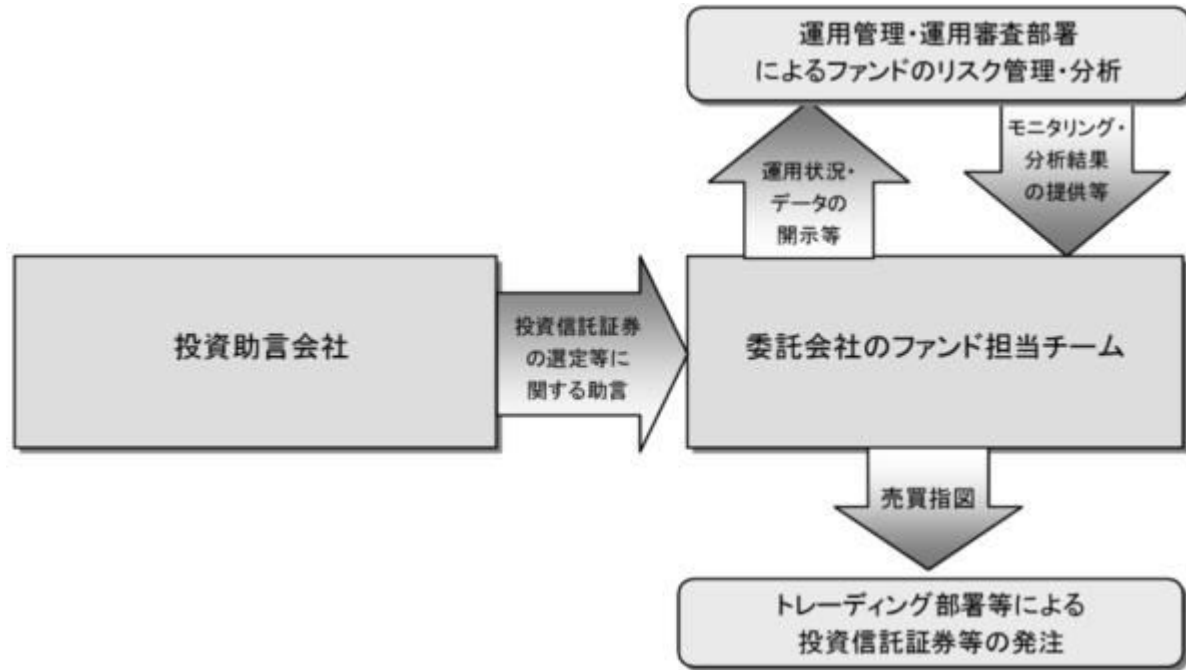 運用管理・運用審査部署
によるファンドのリスク管理・分析
運用状況・
データの
開示等
モニタリング・
分析結果
の提供等
投資助言会社
投資信託証券
の選定等に
関する助言
委託会社のファンド担当チーム
売買指図
トレーディング部署等による
投資信託証券等の発注